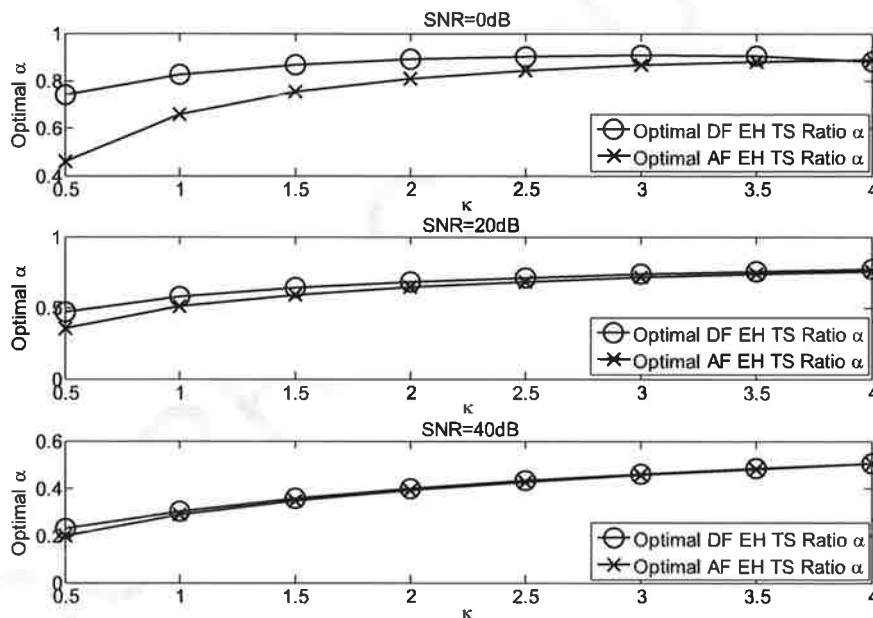 SNR=0dB
1
0.8
0.6
0.4
Optimal α
Optimal DF EH TS Ratio α
Optimal AF EH TS Ratio α
0.5 1 1.5 2 2.5 3 3.5 4
κ
SNR=20dB
1
0.5
0
Optimal α
Optimal DF EH TS Ratio α
Optimal AF EH TS Ratio α
0.5 1 1.5 2 2.5 3 3.5 4
κ
SNR=40dB
0.6
0.4
0.2
0
Optimal α
Optimal DF EH TS Ratio α
Optimal AF EH TS Ratio α
0.5 1 1.5 2 2.5 3 3.5 4
κ